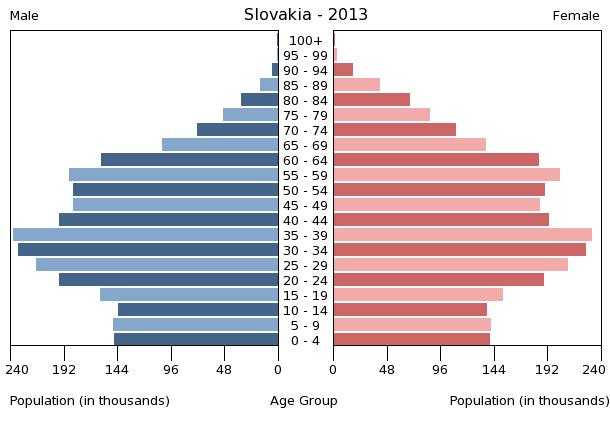 Slovakia - 2013
Male
Female
100+
95 - 99
90 - 94
85 - 89
80 - 84
75 - 79
70 - 74
65 - 69
60 - 64
55 - 59
50 - 54
45 - 49
40 - 44
35 - 39
30 - 34
25 - 29
20 - 24
15 - 19
10 - 14
5 - 9
0 - 4
240 192 144 96 48 0 0 48 96 144 192 240
Population (in thousands) Age Group Population (in thousands)